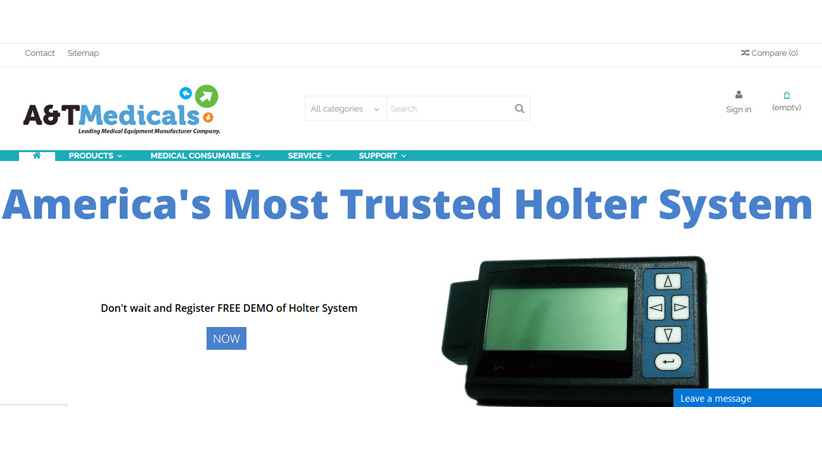 Contact Sitemap Compare (0)
A&TMedicals
Leading Medical Equipment Manufacturer Company.
All categories Search
Sign in (empty)
PRODUCTS MEDICAL CONSUMABLES SERVICE SUPPORT
America's Most Trusted Holter System
Don't wait and Register FREE DEMO of Holter System
NOW
Leave a message